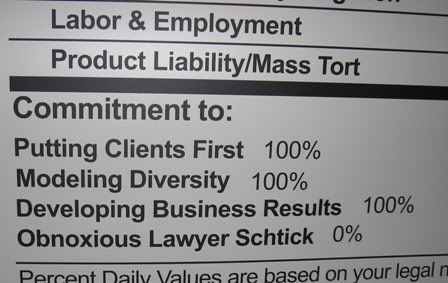 Labor & Employment
Product Liability/Mass Tort
Commitment to:
Putting Clients First 100%
Modeling Diversity 100%
Developing Business Results 100%
Obnoxious Lawyer Schtick 0%
Percent Daily Values are based on your legal